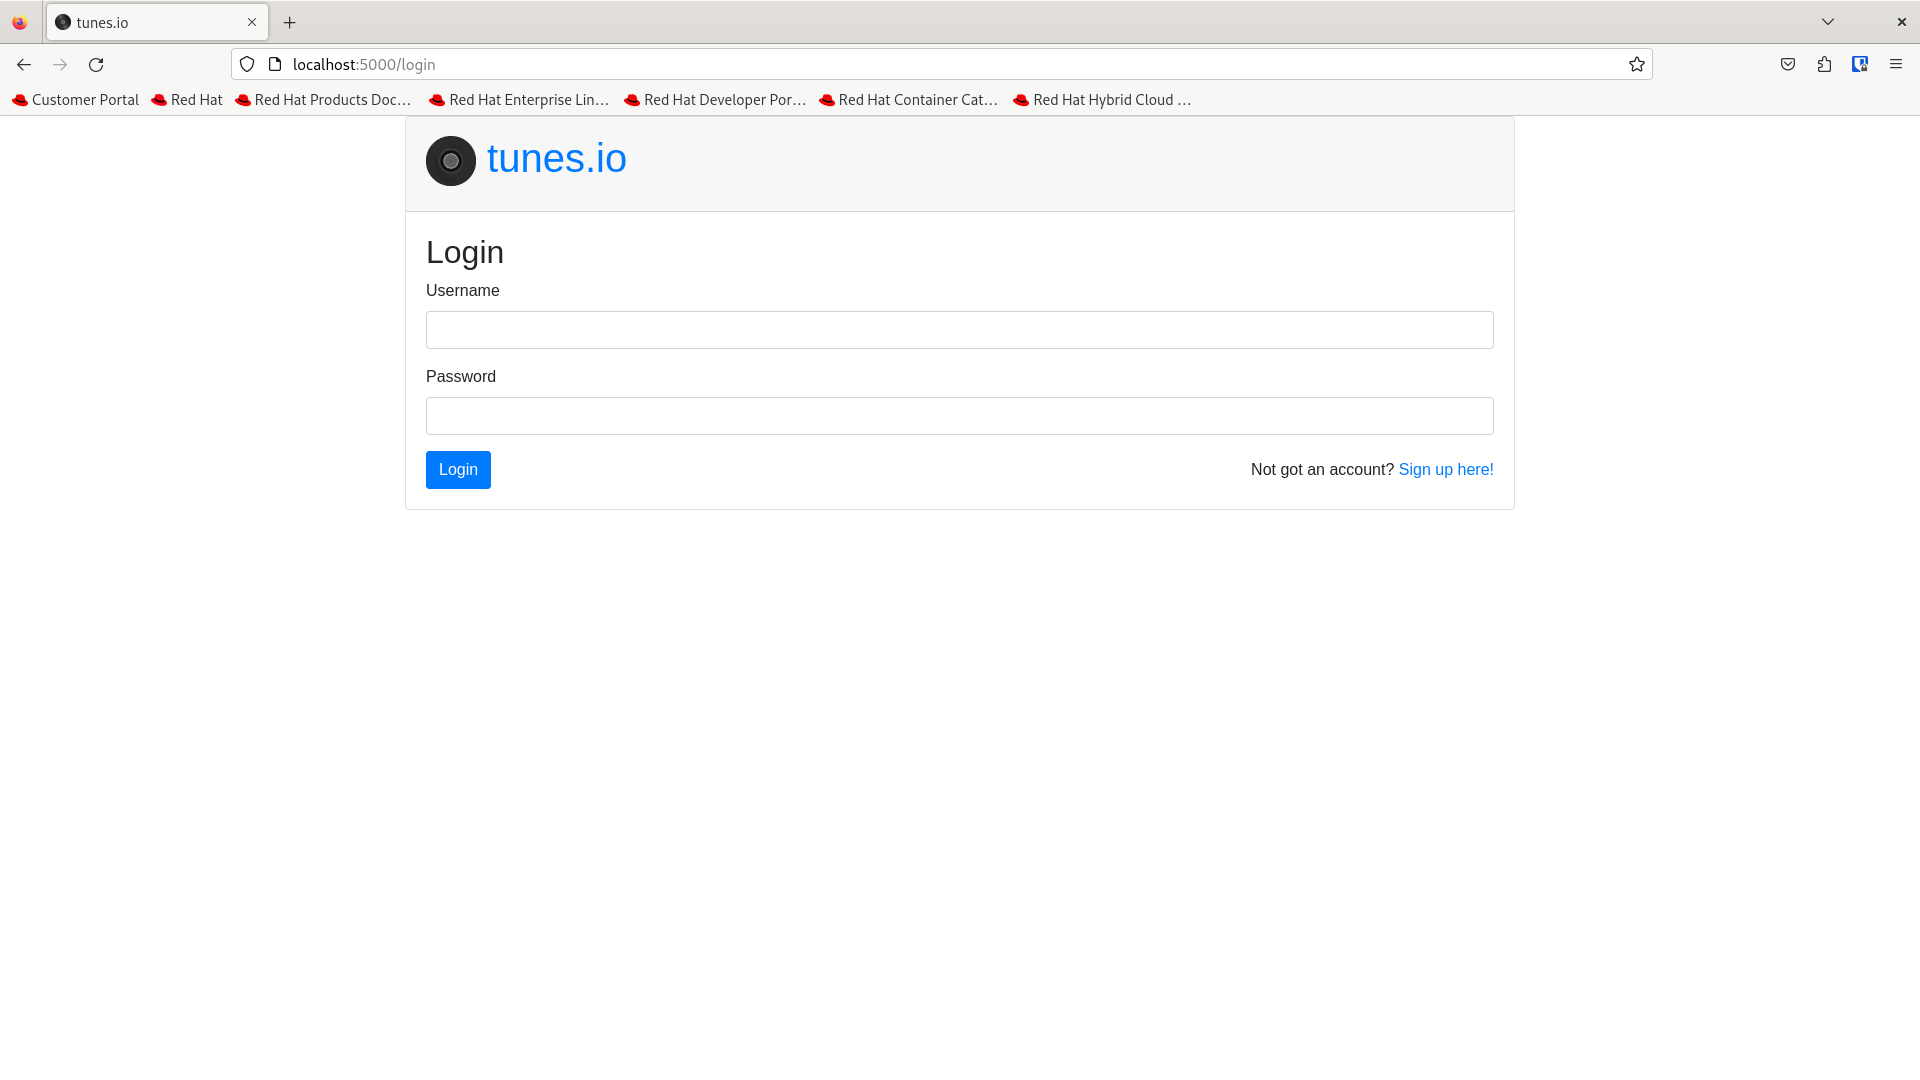 tunes.io
localhost:5000/login
Customer Portal Red Hat Red Hat Products Doc… Red Hat Enterprise Lin… Red Hat Developer Por… Red Hat Container Cat… Red Hat Hybrid Cloud …
tunes.io
Login
Username
Password
Login Not got an account? Sign up here!